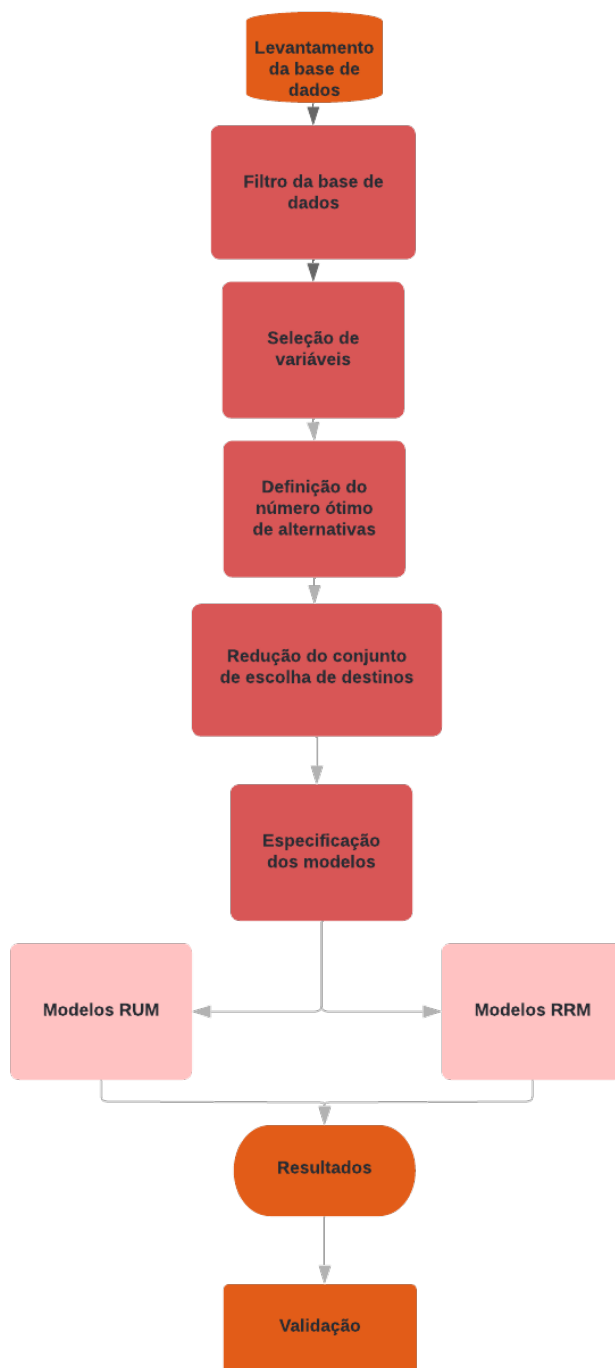 Levantamento
da base de
dados
Filtro da base de
dados
Seleção de
variáveis
Definição do
número ótimo
de alternativas
Redução do conjunto
de escolha de destinos
Especificação
dos modelos
Modelos RUM
Modelos RRM
Resultados
Validação